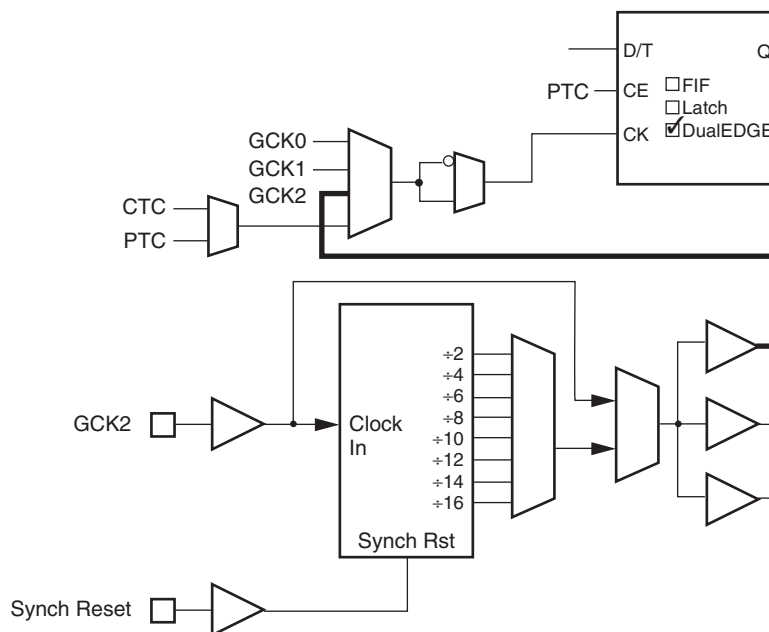 D/T
Q
PTC
CE
FIF
Latch
DualEDGE
CK
GCK0
GCK1
GCK2
CTC
PTC
÷2
÷4
÷6
÷8
÷10
÷12
÷14
÷16
GCK2
Clock
In
Synch Rst
Synch Reset